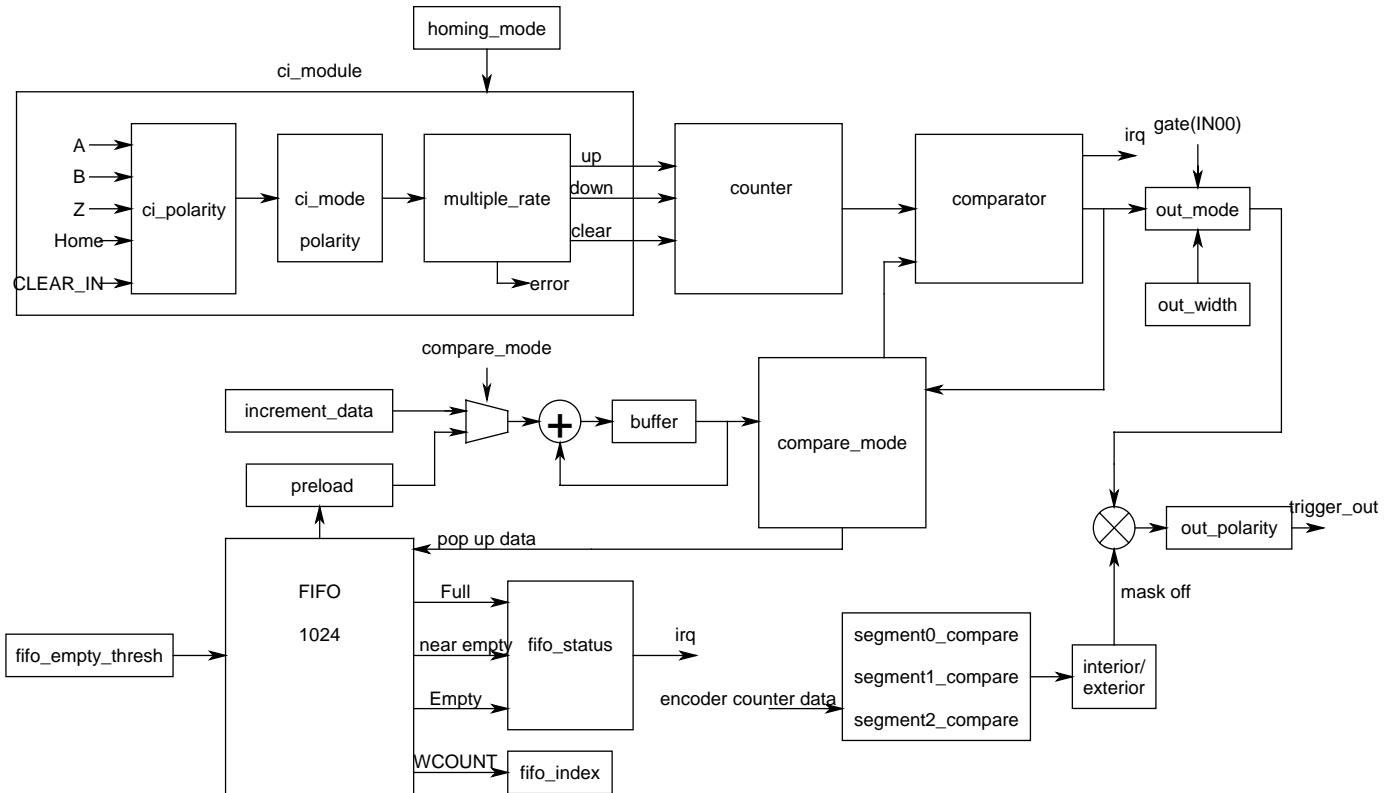 homing_mode
ci_module
A
B
Z
Home
CLEAR_IN
ci_polarity
ci_mode
polarity
multiple_rate
up
down
clear
error
counter
comparator
irq
gate(IN00)
out_mode
out_width
compare_mode
increment_data
+
buffer
compare_mode
preload
pop up data
FIFO
1024
fifo_empty_thresh
Full
near empty
Empty
WCOUNT
fifo_status
irq
fifo_index
encoder counter data
segment0_compare
segment1_compare
segment2_compare
interior/
exterior
mask off
out_polarity
trigger_out